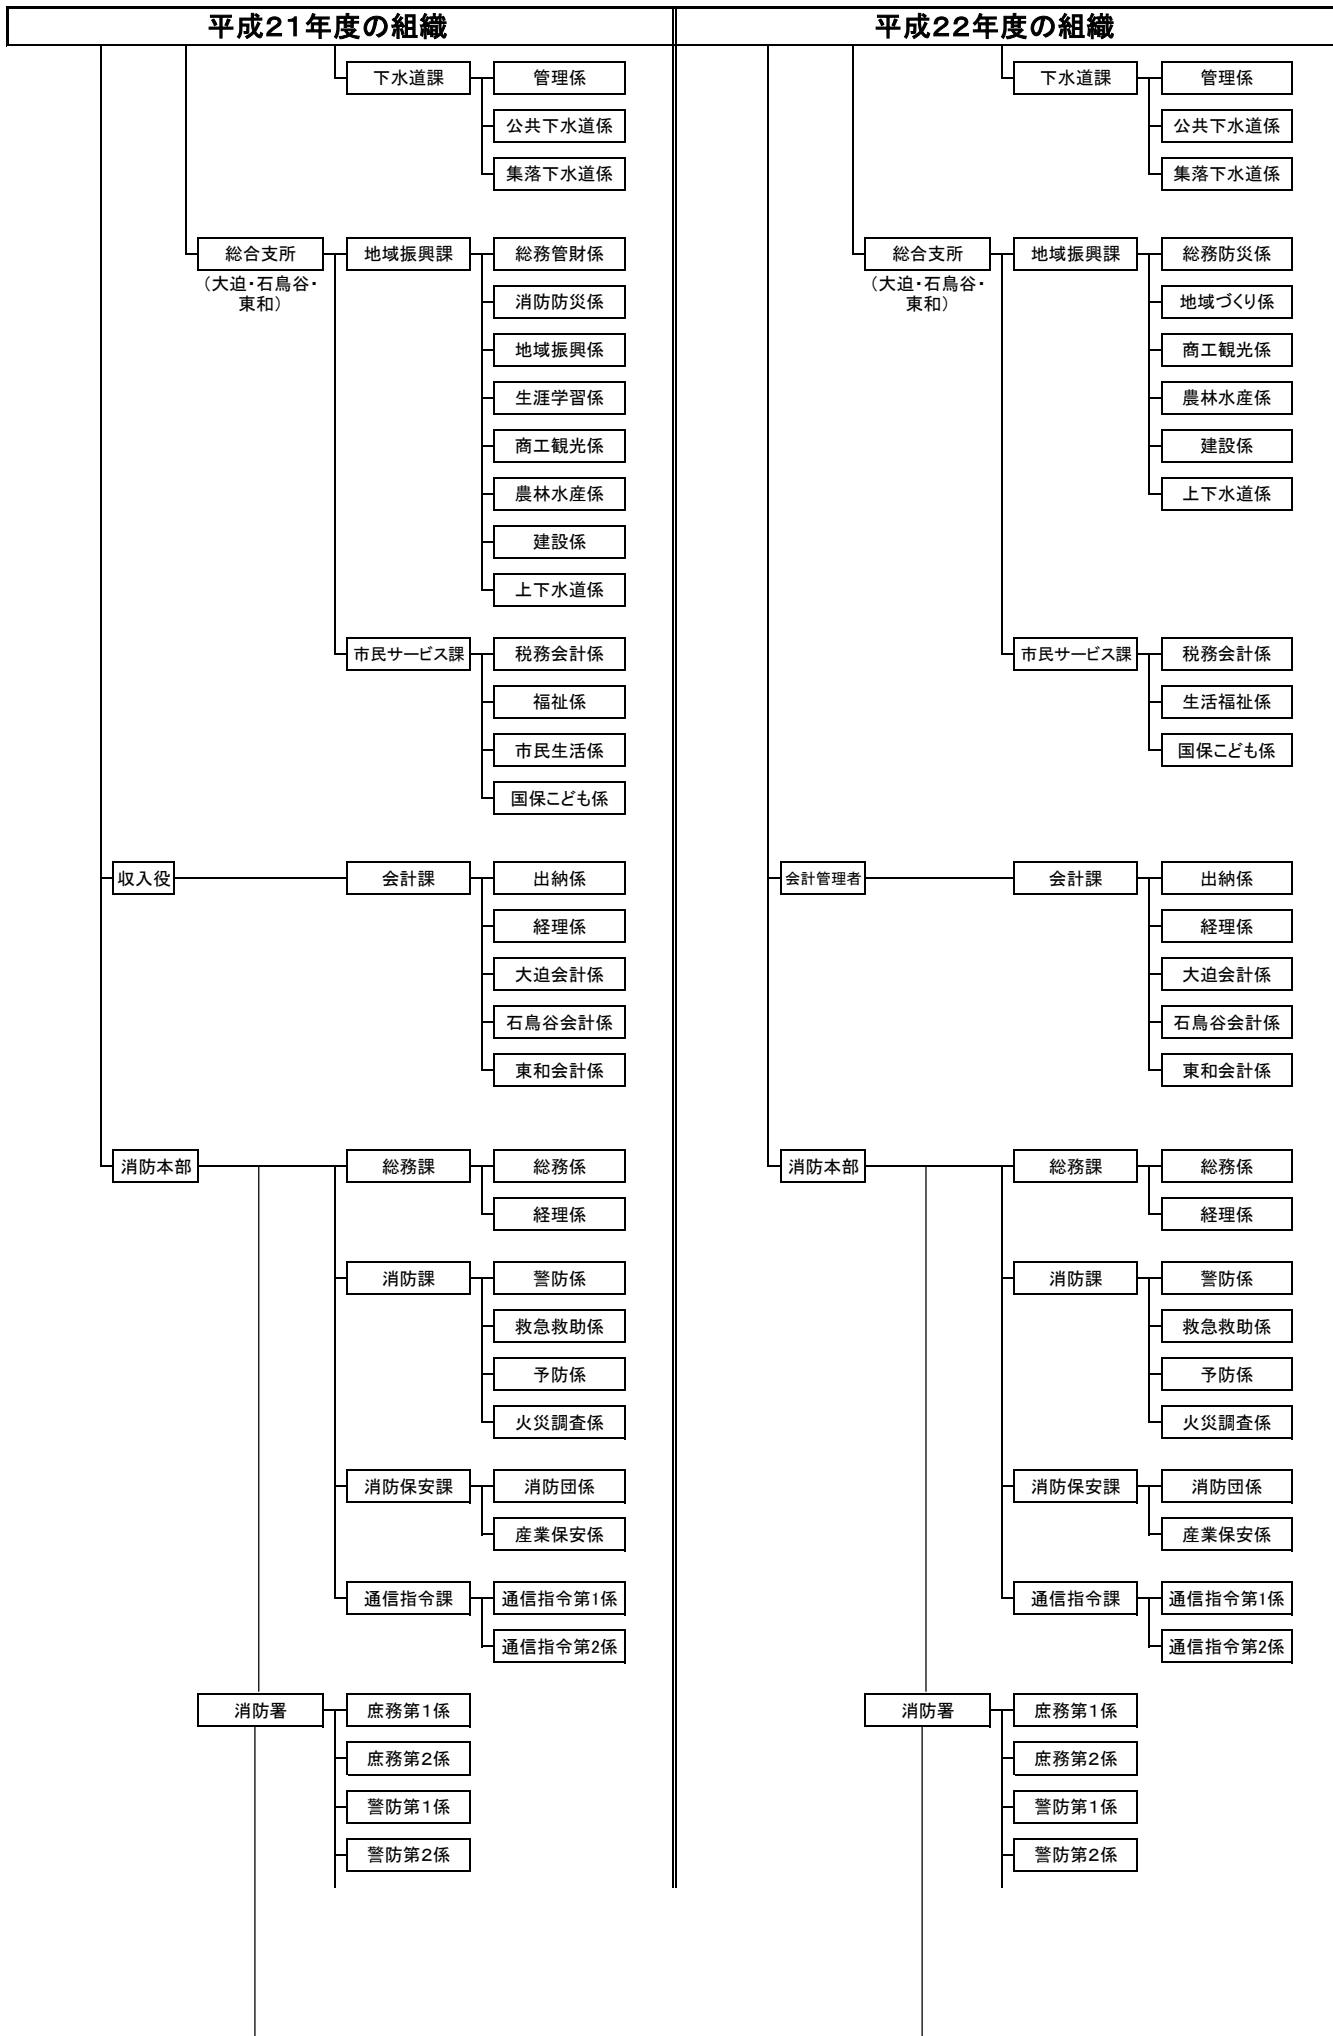 平成21年度の組織
下水道課
管理係
公共下水道係
集落下水道係
総合支所
（大迫・石鳥谷・
東和）
地域振興課
総務管財係
消防防災係
地域振興係
生涯学習係
商工観光係
農林水産係
建設係
上下水道係
市民サービス課
税務会計係
福祉係
市民生活係
国保こども係
収入役
会計課
出納係
経理係
大迫会計係
石鳥谷会計係
東和会計係
消防本部
総務課
総務係
経理係
消防課
警防係
救急救助係
予防係
火災調査係
消防保安課
消防団係
産業保安係
通信指令課
通信指令第1係
通信指令第2係
消防署
庶務第1係
庶務第2係
警防第1係
警防第2係
平成22年度の組織
下水道課
管理係
公共下水道係
集落下水道係
総合支所
（大迫・石鳥谷・
東和）
地域振興課
総務防災係
地域づくり係
商工観光係
農林水産係
建設係
上下水道係
市民サービス課
税務会計係
生活福祉係
国保こども係
会計管理者
会計課
出納係
経理係
大迫会計係
石鳥谷会計係
東和会計係
消防本部
総務課
総務係
経理係
消防課
警防係
救急救助係
予防係
火災調査係
消防保安課
消防団係
産業保安係
通信指令課
通信指令第1係
通信指令第2係
消防署
庶務第1係
庶務第2係
警防第1係
警防第2係